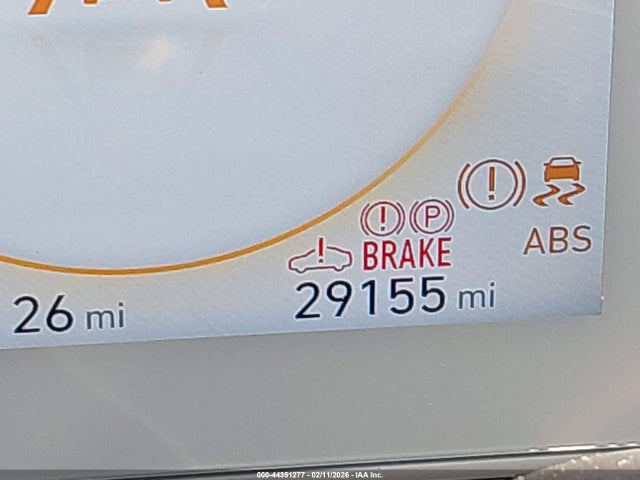 ! P !
BRAKE
ABS
26 mi
29155 mi
000-44351277 - 02/11/2026 - IAA Inc.